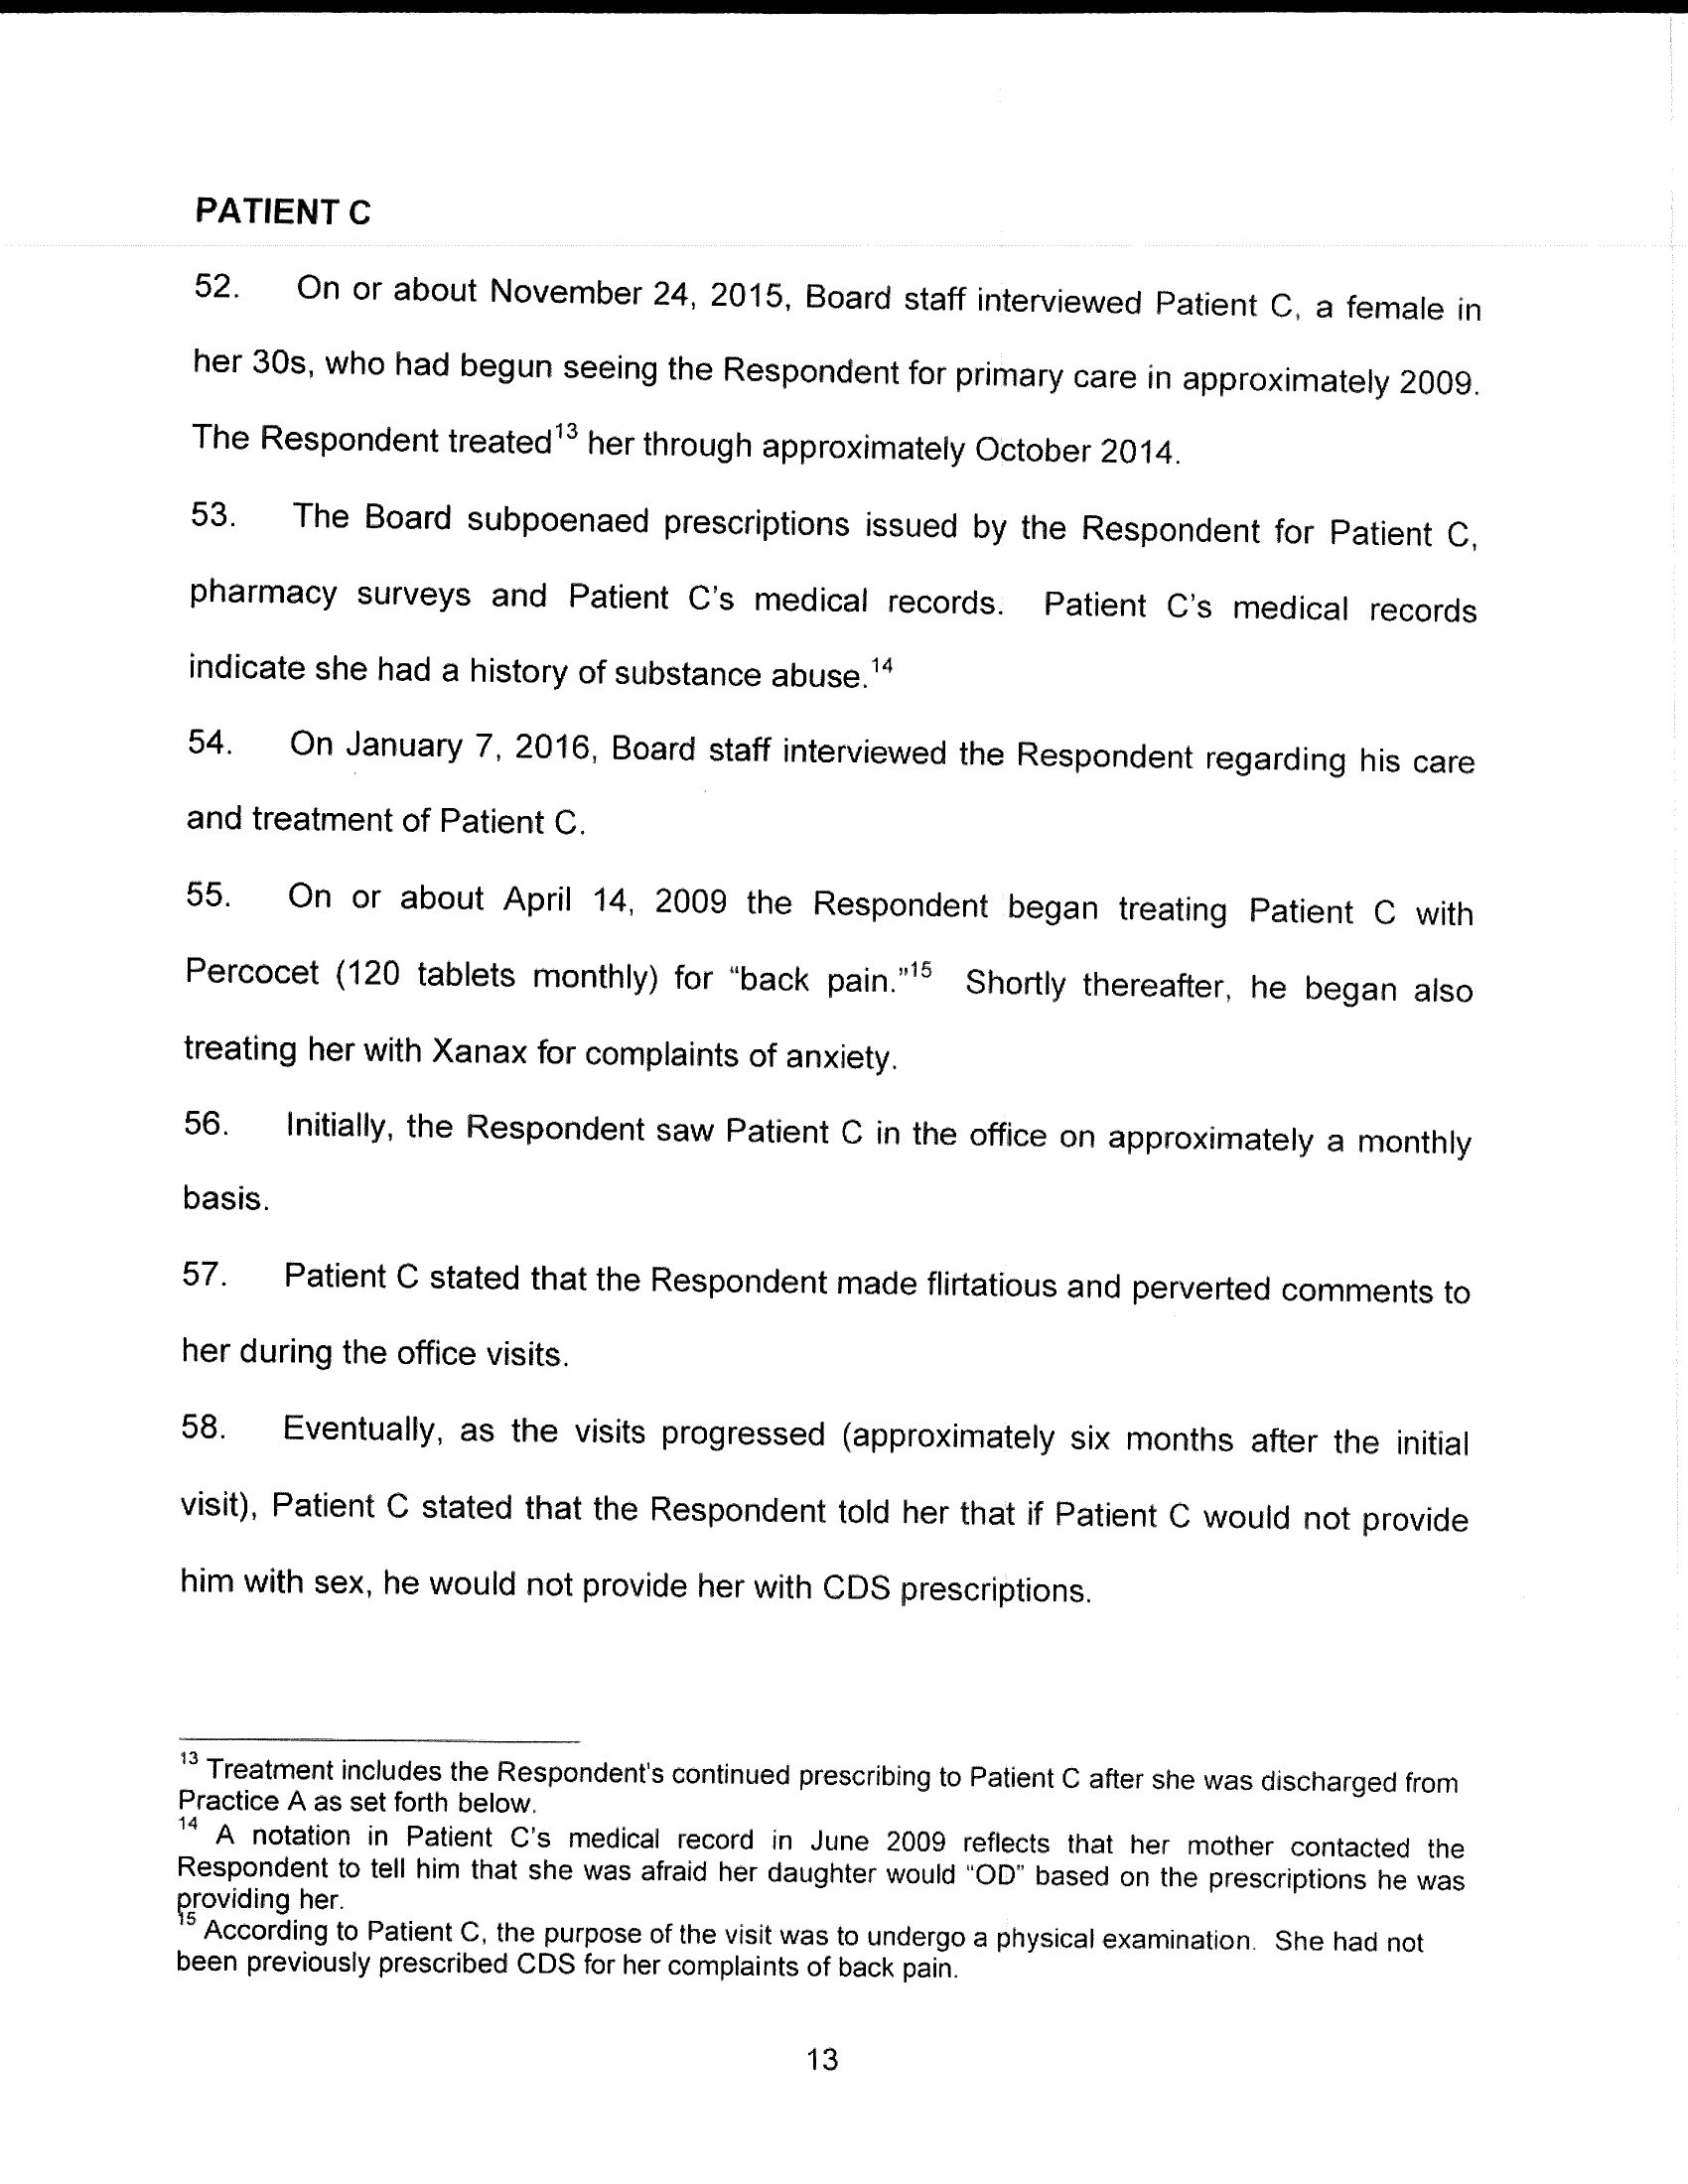 PATIENT C
52. On or about November 24, 2015, Board staff interviewed Patient C, a female in
her 30s, who had begun seeing the Respondent for primary care in approximately 2009.
The Respondent treated13 her through approximately October 2014.
53. The Board subpoenaed prescriptions issued by the Respondent for Patient C,
pharmacy surveys and Patient C's medical records. Patient C's medical records
indicate she had a history of substance abuse.14
54. On January 7, 2016, Board staff interviewed the Respondent regarding his care
and treatment of Patient C.
55. On or about April 14, 2009 the Respondent began treating Patient C with
Percocet (120 tablets monthly) for “back pain.”15 Shortly thereafter, he began also
treating her with Xanax for complaints of anxiety.
56. Initially, the Respondent saw Patient C in the office on approximately a monthly
basis.
57. Patient C stated that the Respondent made flirtatious and perverted comments to
her during the office visits.
58. Eventually, as the visits progressed (approximately six months after the initial
visit), Patient C stated that the Respondent told her that if Patient C would not provide
him with sex, he would not provide her with CDS prescriptions.
13 Treatment includes the Respondent's continued prescribing to Patient C after she was discharged from
Practice A as set forth below.
14 A notation in Patient C's medical record in June 2009 reflects that her mother contacted the
Respondent to tell him that she was afraid her daughter would “OD” based on the prescriptions he was
providing her.
15 According to Patient C, the purpose of the visit was to undergo a physical examination. She had not
been previously prescribed CDS for her complaints of back pain.
13